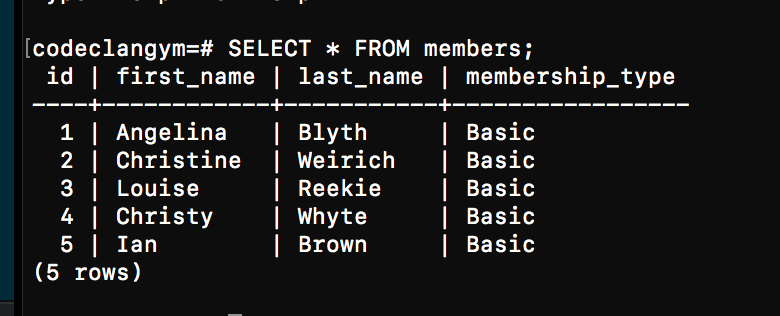 codeclangym=# SELECT * FROM members;
 id | first_name | last_name | membership_type
----+------------+-----------+-----------------
  1 | Angelina   | Blyth     | Basic
  2 | Christine  | Weirich   | Basic
  3 | Louise     | Reekie    | Basic
  4 | Christy    | Whyte     | Basic
  5 | Ian        | Brown     | Basic
(5 rows)